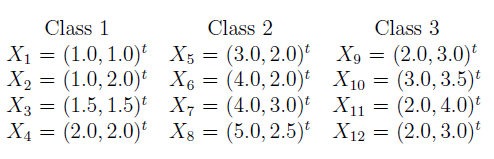 Class 1 Class 2 Class 3
X₁ = (1.0, 1.0)ᵗ X₅ = (3.0, 2.0)ᵗ X₉ = (2.0, 3.0)ᵗ
X₂ = (1.0, 2.0)ᵗ X₆ = (4.0, 2.0)ᵗ X₁₀ = (3.0, 3.5)ᵗ
X₃ = (1.5, 1.5)ᵗ X₇ = (4.0, 3.0)ᵗ X₁₁ = (2.0, 4.0)ᵗ
X₄ = (2.0, 2.0)ᵗ X₈ = (5.0, 2.5)ᵗ X₁₂ = (2.0, 3.0)ᵗ